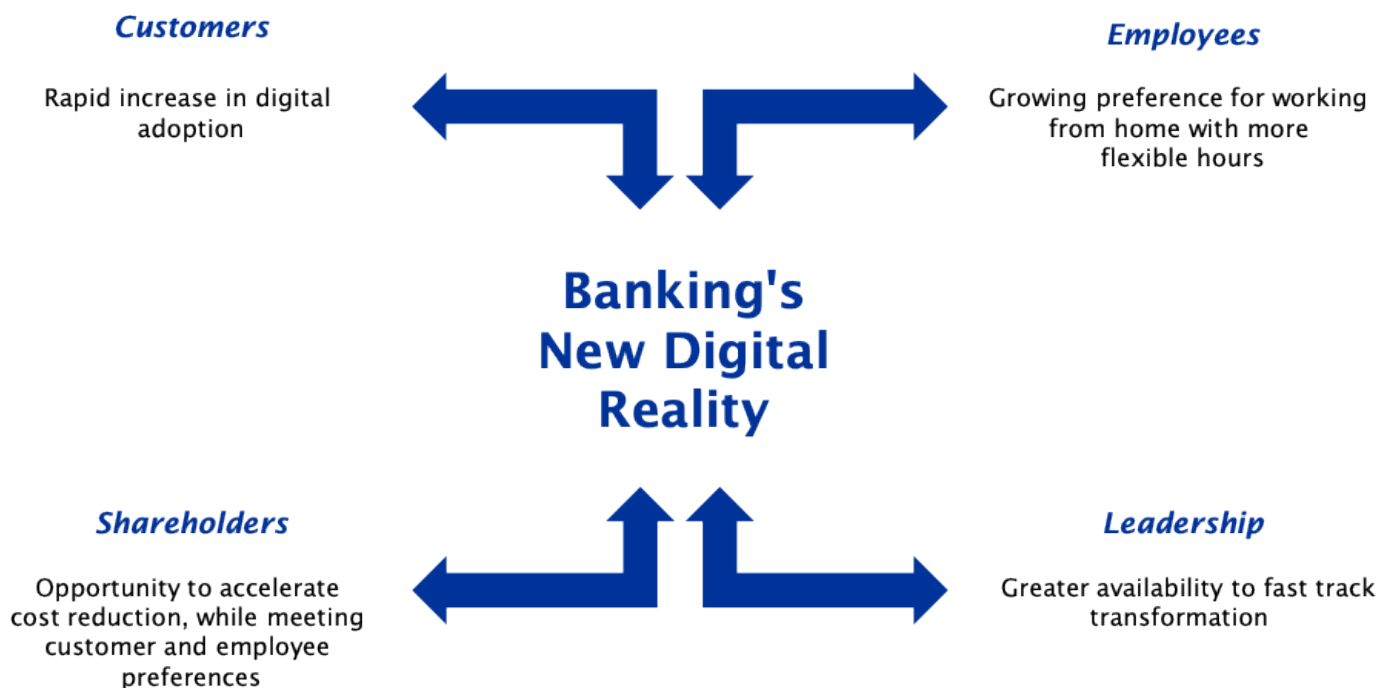 Customers
Rapid increase in digital
adoption
Employees
Growing preference for working
from home with more
flexible hours
Banking's
New Digital
Reality
Shareholders
Opportunity to accelerate
cost reduction, while meeting
customer and employee
preferences
Leadership
Greater availability to fast track
transformation